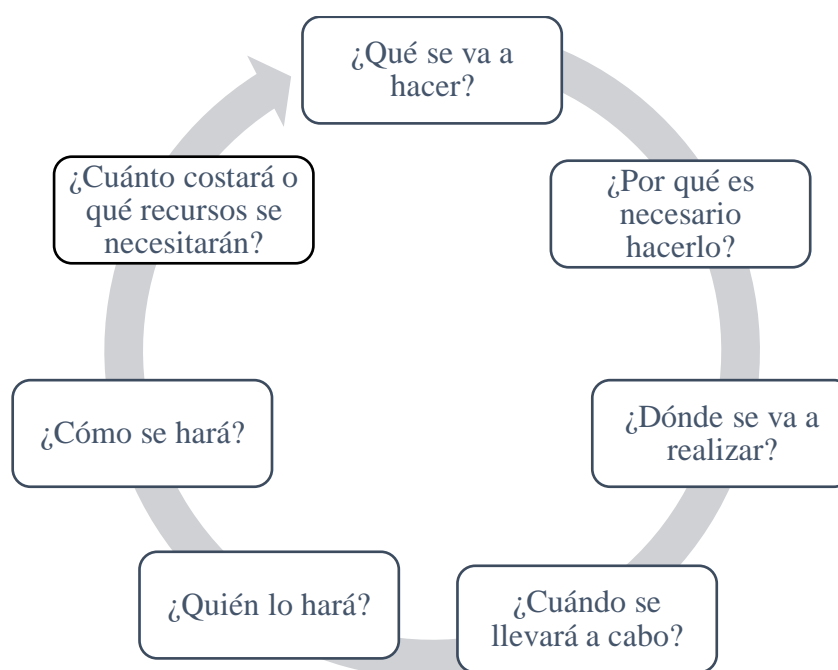 ¿Qué se va a
hacer?
¿Por qué es
necesario
hacerlo?
¿Dónde se va a
realizar?
¿Cuándo se
llevará a cabo?
¿Quién lo hará?
¿Cómo se hará?
¿Cuánto costará o
qué recursos se
necesitarán?